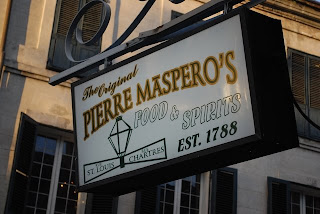 The Original
PIERRE MASPERO'S
FOOD & SPIRITS
EST. 1788
ST. LOUIS CHARTRES